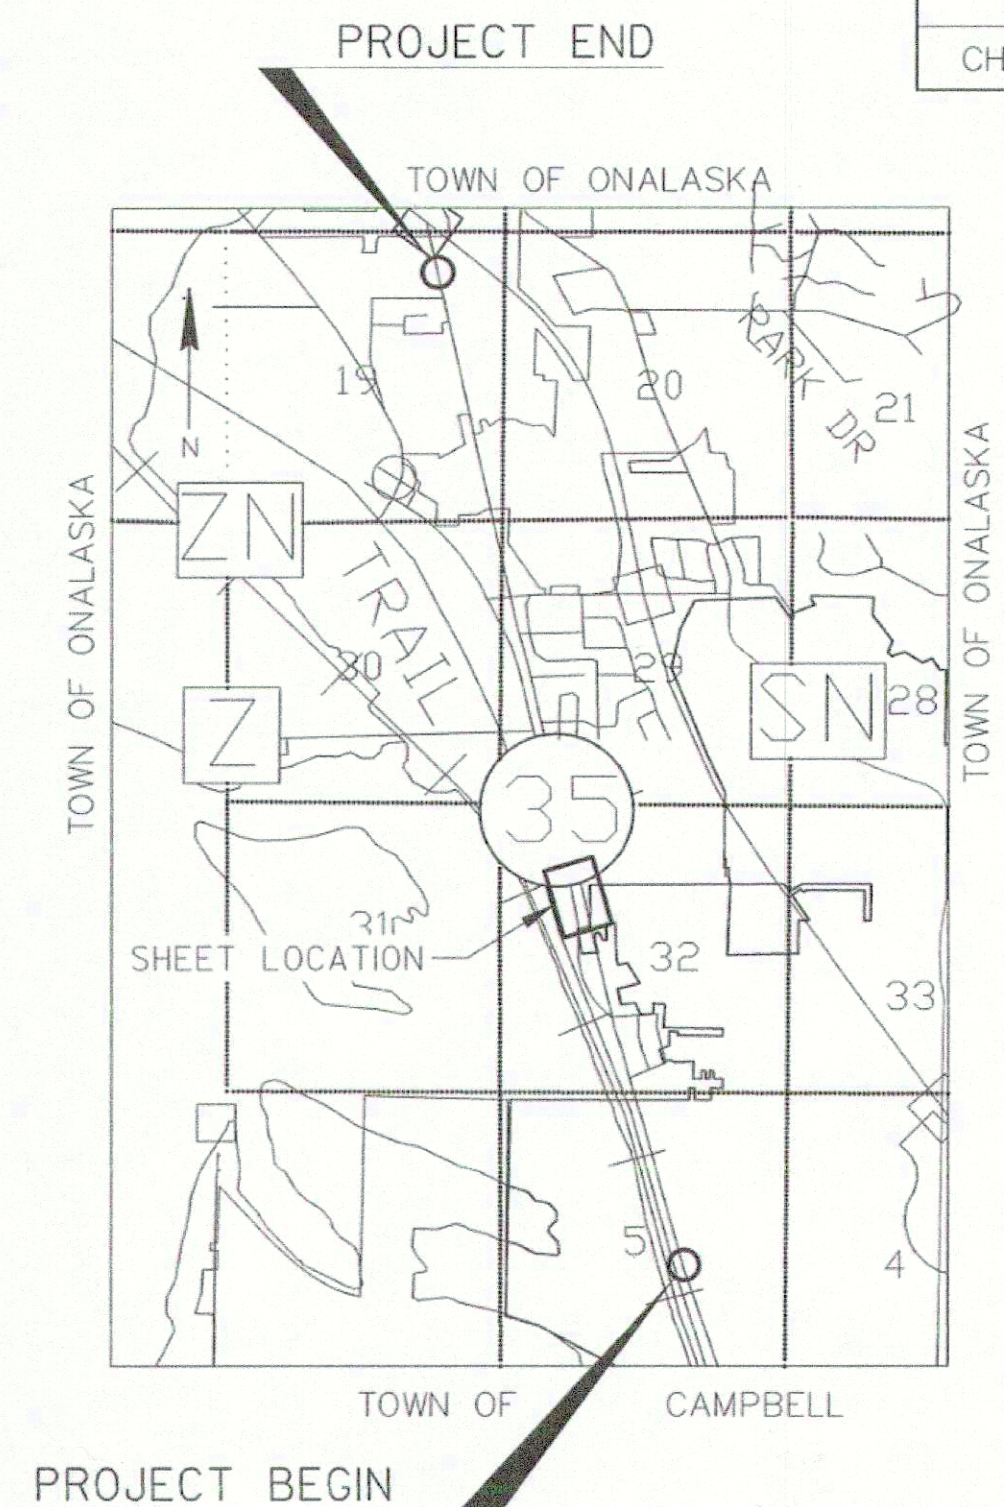 PROJECT END
CH
TOWN OF ONALASKA
N
19
20
21
PARK DR
TOWN OF ONALASKA
TOWN OF ONALASKA
ZN
TRAIL
30
29
Z
SN
28
35
31
SHEET LOCATION
32
33
5
4
TOWN OF CAMPBELL
PROJECT BEGIN